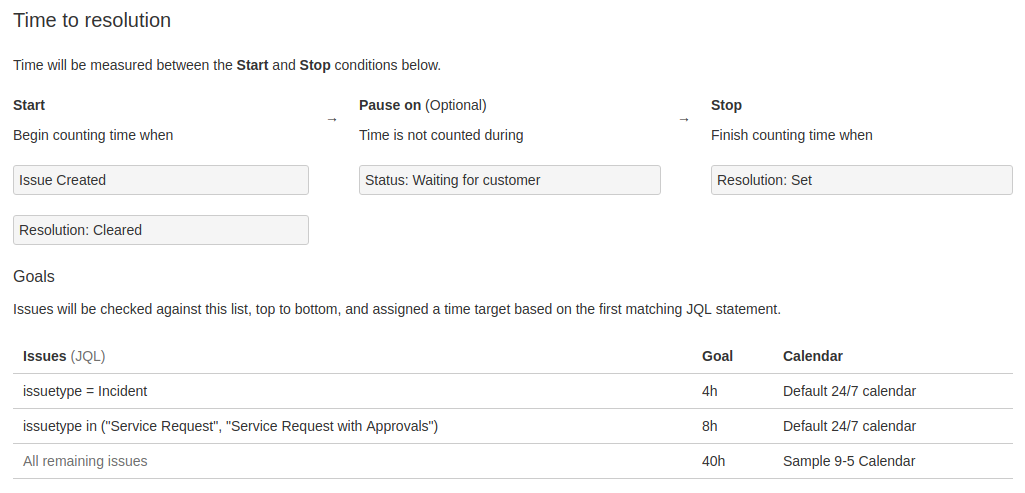 Time to resolution
Time will be measured between the Start and Stop conditions below.
Start
Begin counting time when
Issue Created
Resolution: Cleared
→
Pause on (Optional)
Time is not counted during
Status: Waiting for customer
→
Stop
Finish counting time when
Resolution: Set
Goals
Issues will be checked against this list, top to bottom, and assigned a time target based on the first matching JQL statement.
Issues (JQL) Goal Calendar
issuetype = Incident 4h Default 24/7 calendar
issuetype in ("Service Request", "Service Request with Approvals") 8h Default 24/7 calendar
All remaining issues 40h Sample 9-5 Calendar